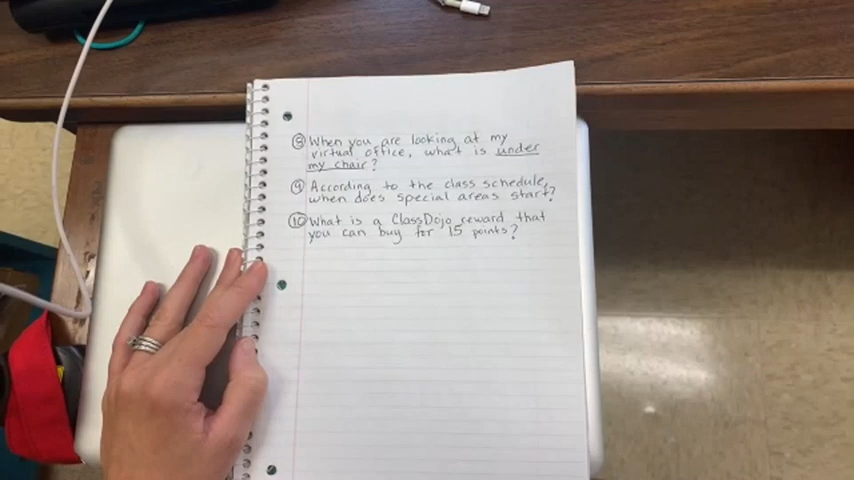 ⑧ When you are looking at my
virtual office, what is under
my chair?
⑨ According to the class schedule,
when does special areas start?
⑩ What is a ClassDojo reward that
you can buy for 15 points?